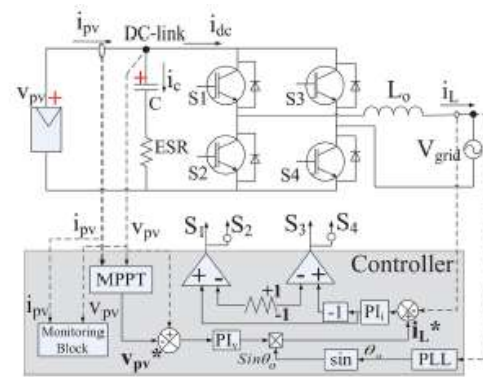 i_pv
DC-link
i_dc
v_pv +
+
i_c
C
ESR
S1
S3
S2
S4
L_o
i_L
V_grid
i_pv
v_pv
S₁ S₂
S₃ S₄
Controller
MPPT
+ -
- +
+1
-1
-1
PI_i
i_L*
i_pv
v_pv
Monitoring
Block
v_pv*
PI_v
Sinθ_o
sin
θ_o
PLL